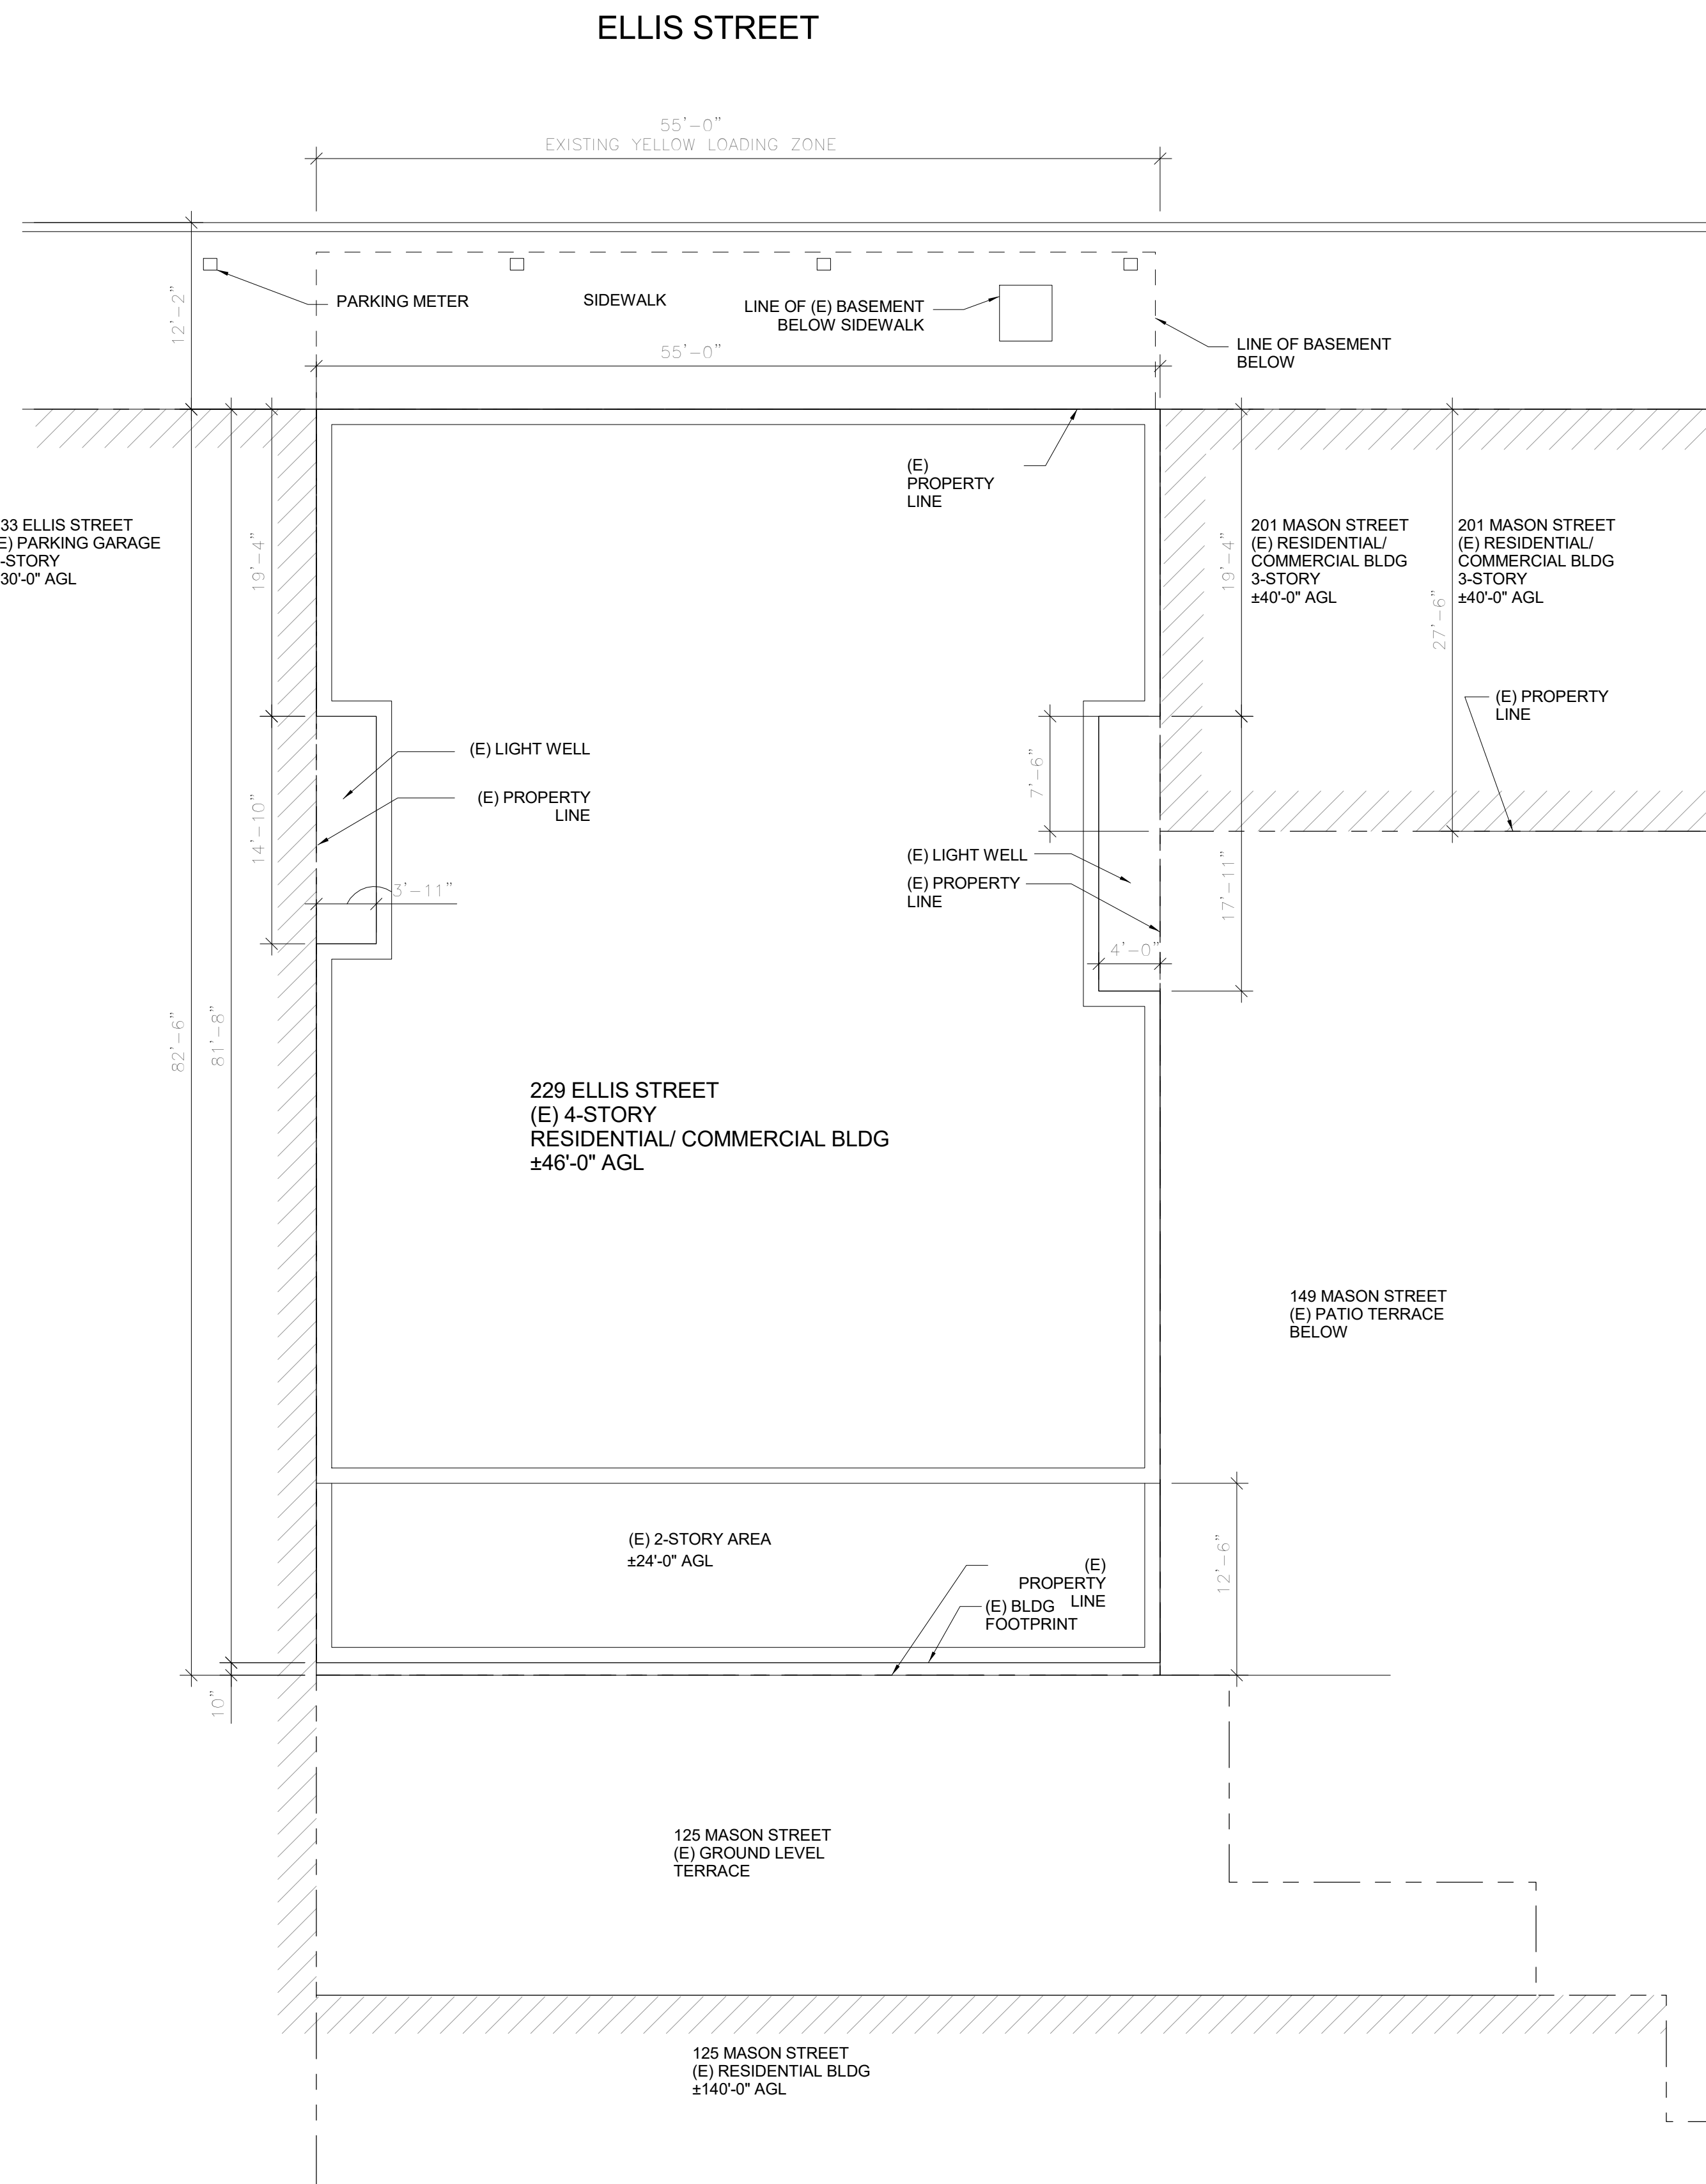 ELLIS STREET
55'-0"
EXISTING YELLOW LOADING ZONE
12'-2"
PARKING METER
SIDEWALK
LINE OF (E) BASEMENT
BELOW SIDEWALK
LINE OF BASEMENT
BELOW
55'-0"
(E)
PROPERTY
LINE
33 ELLIS STREET
E) PARKING GARAGE
-STORY
30'-0" AGL
19'-4"
19'-4"
201 MASON STREET
(E) RESIDENTIAL/
COMMERCIAL BLDG
3-STORY
±40'-0" AGL
201 MASON STREET
(E) RESIDENTIAL/
COMMERCIAL BLDG
3-STORY
±40'-0" AGL
27'-6"
(E) PROPERTY
LINE
(E) LIGHT WELL
(E) PROPERTY
LINE
14'-10"
3'-11"
7'-6"
(E) LIGHT WELL
(E) PROPERTY
LINE
17'-11"
4'-0"
82'-6"
81'-8"
229 ELLIS STREET
(E) 4-STORY
RESIDENTIAL/ COMMERCIAL BLDG
±46'-0" AGL
149 MASON STREET
(E) PATIO TERRACE
BELOW
(E) 2-STORY AREA
±24'-0" AGL
(E)
PROPERTY
LINE
(E) BLDG
FOOTPRINT
12'-6"
10"
125 MASON STREET
(E) GROUND LEVEL
TERRACE
125 MASON STREET
(E) RESIDENTIAL BLDG
±140'-0" AGL